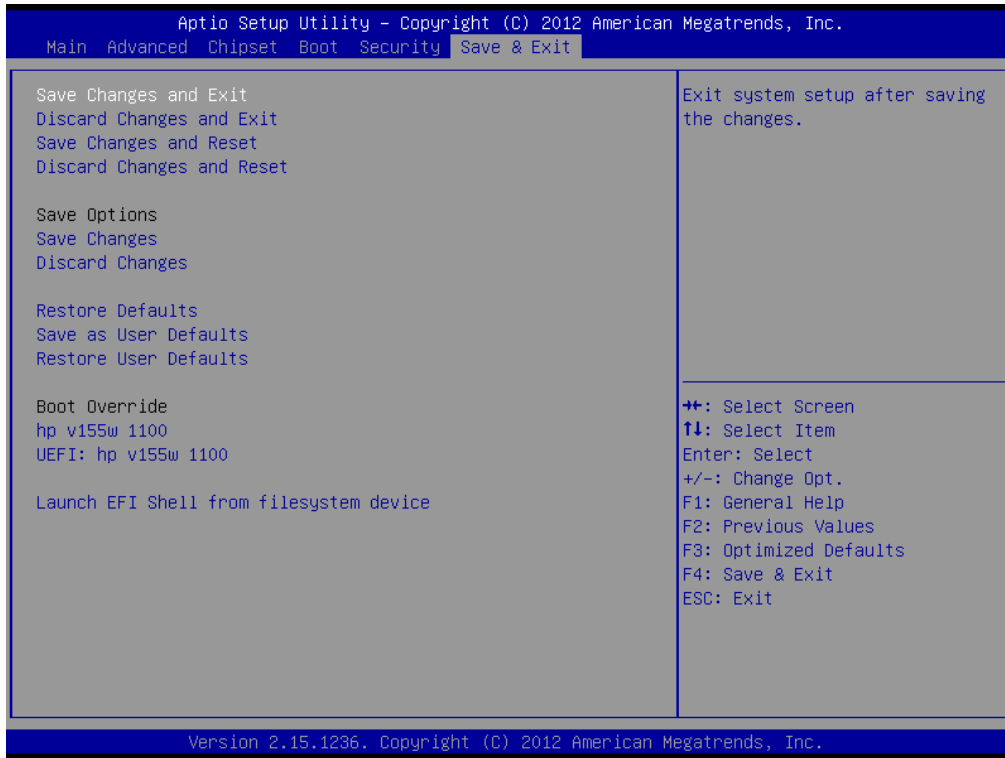 Aptio Setup Utility – Copyright (C) 2012 American Megatrends, Inc.
Main Advanced Chipset Boot Security Save & Exit
Save Changes and Exit
Discard Changes and Exit
Save Changes and Reset
Discard Changes and Reset
Save Options
Save Changes
Discard Changes
Restore Defaults
Save as User Defaults
Restore User Defaults
Boot Override
hp v155w 1100
UEFI: hp v155w 1100
Launch EFI Shell from filesystem device
Exit system setup after saving
the changes.
→←: Select Screen
↑↓: Select Item
Enter: Select
+/-: Change Opt.
F1: General Help
F2: Previous Values
F3: Optimized Defaults
F4: Save & Exit
ESC: Exit
Version 2.15.1236. Copyright (C) 2012 American Megatrends, Inc.